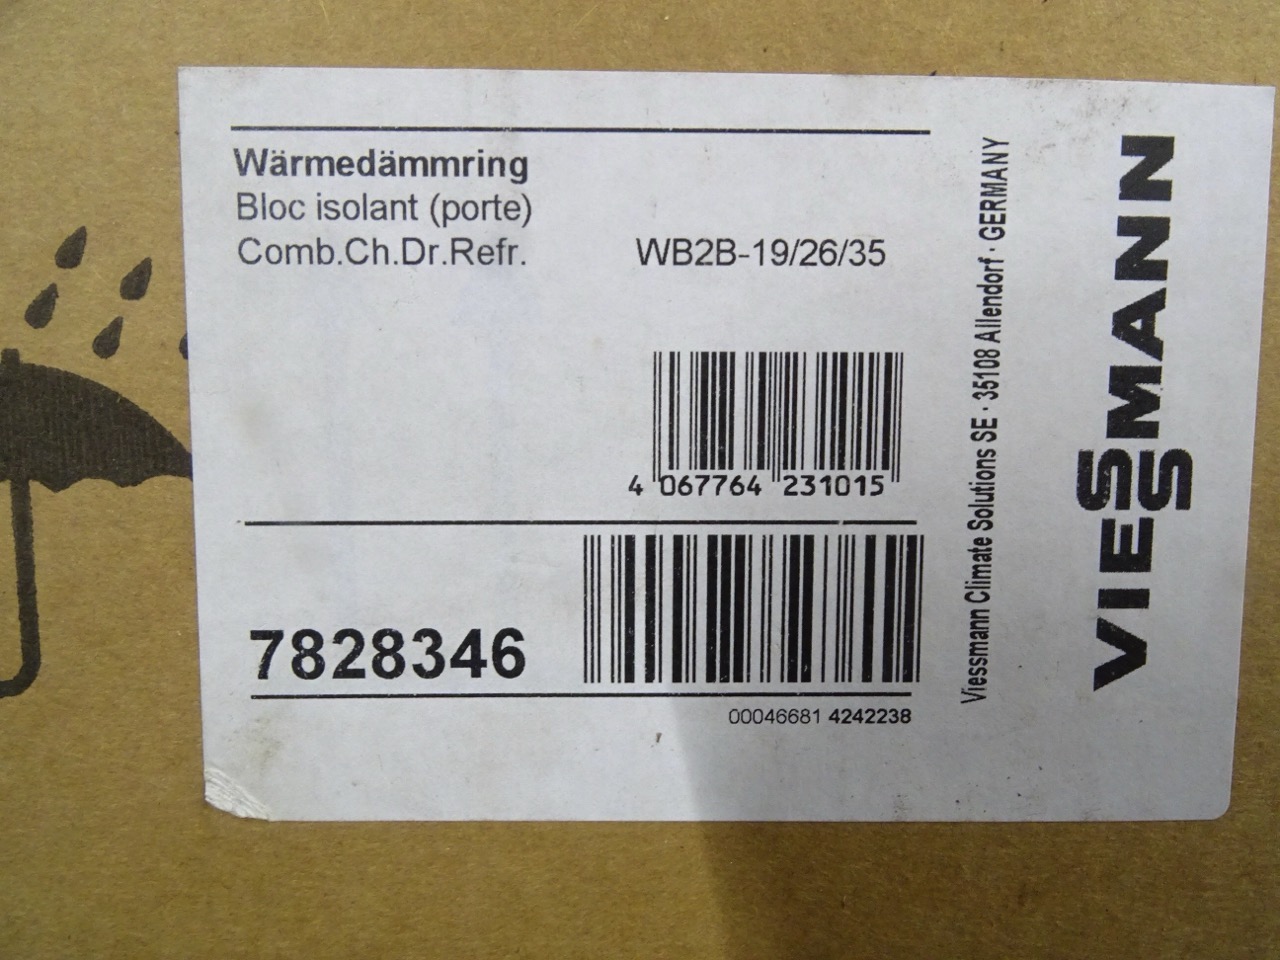 Wärmedämmring
Bloc isolant (porte)
Comb.Ch.Dr.Refr. WB2B-19/26/35
4 067764 231015
7828346
00046681 4242238
Viessmann Climate Solutions SE · 35108 Allendorf · GERMANY
VIESSMANN